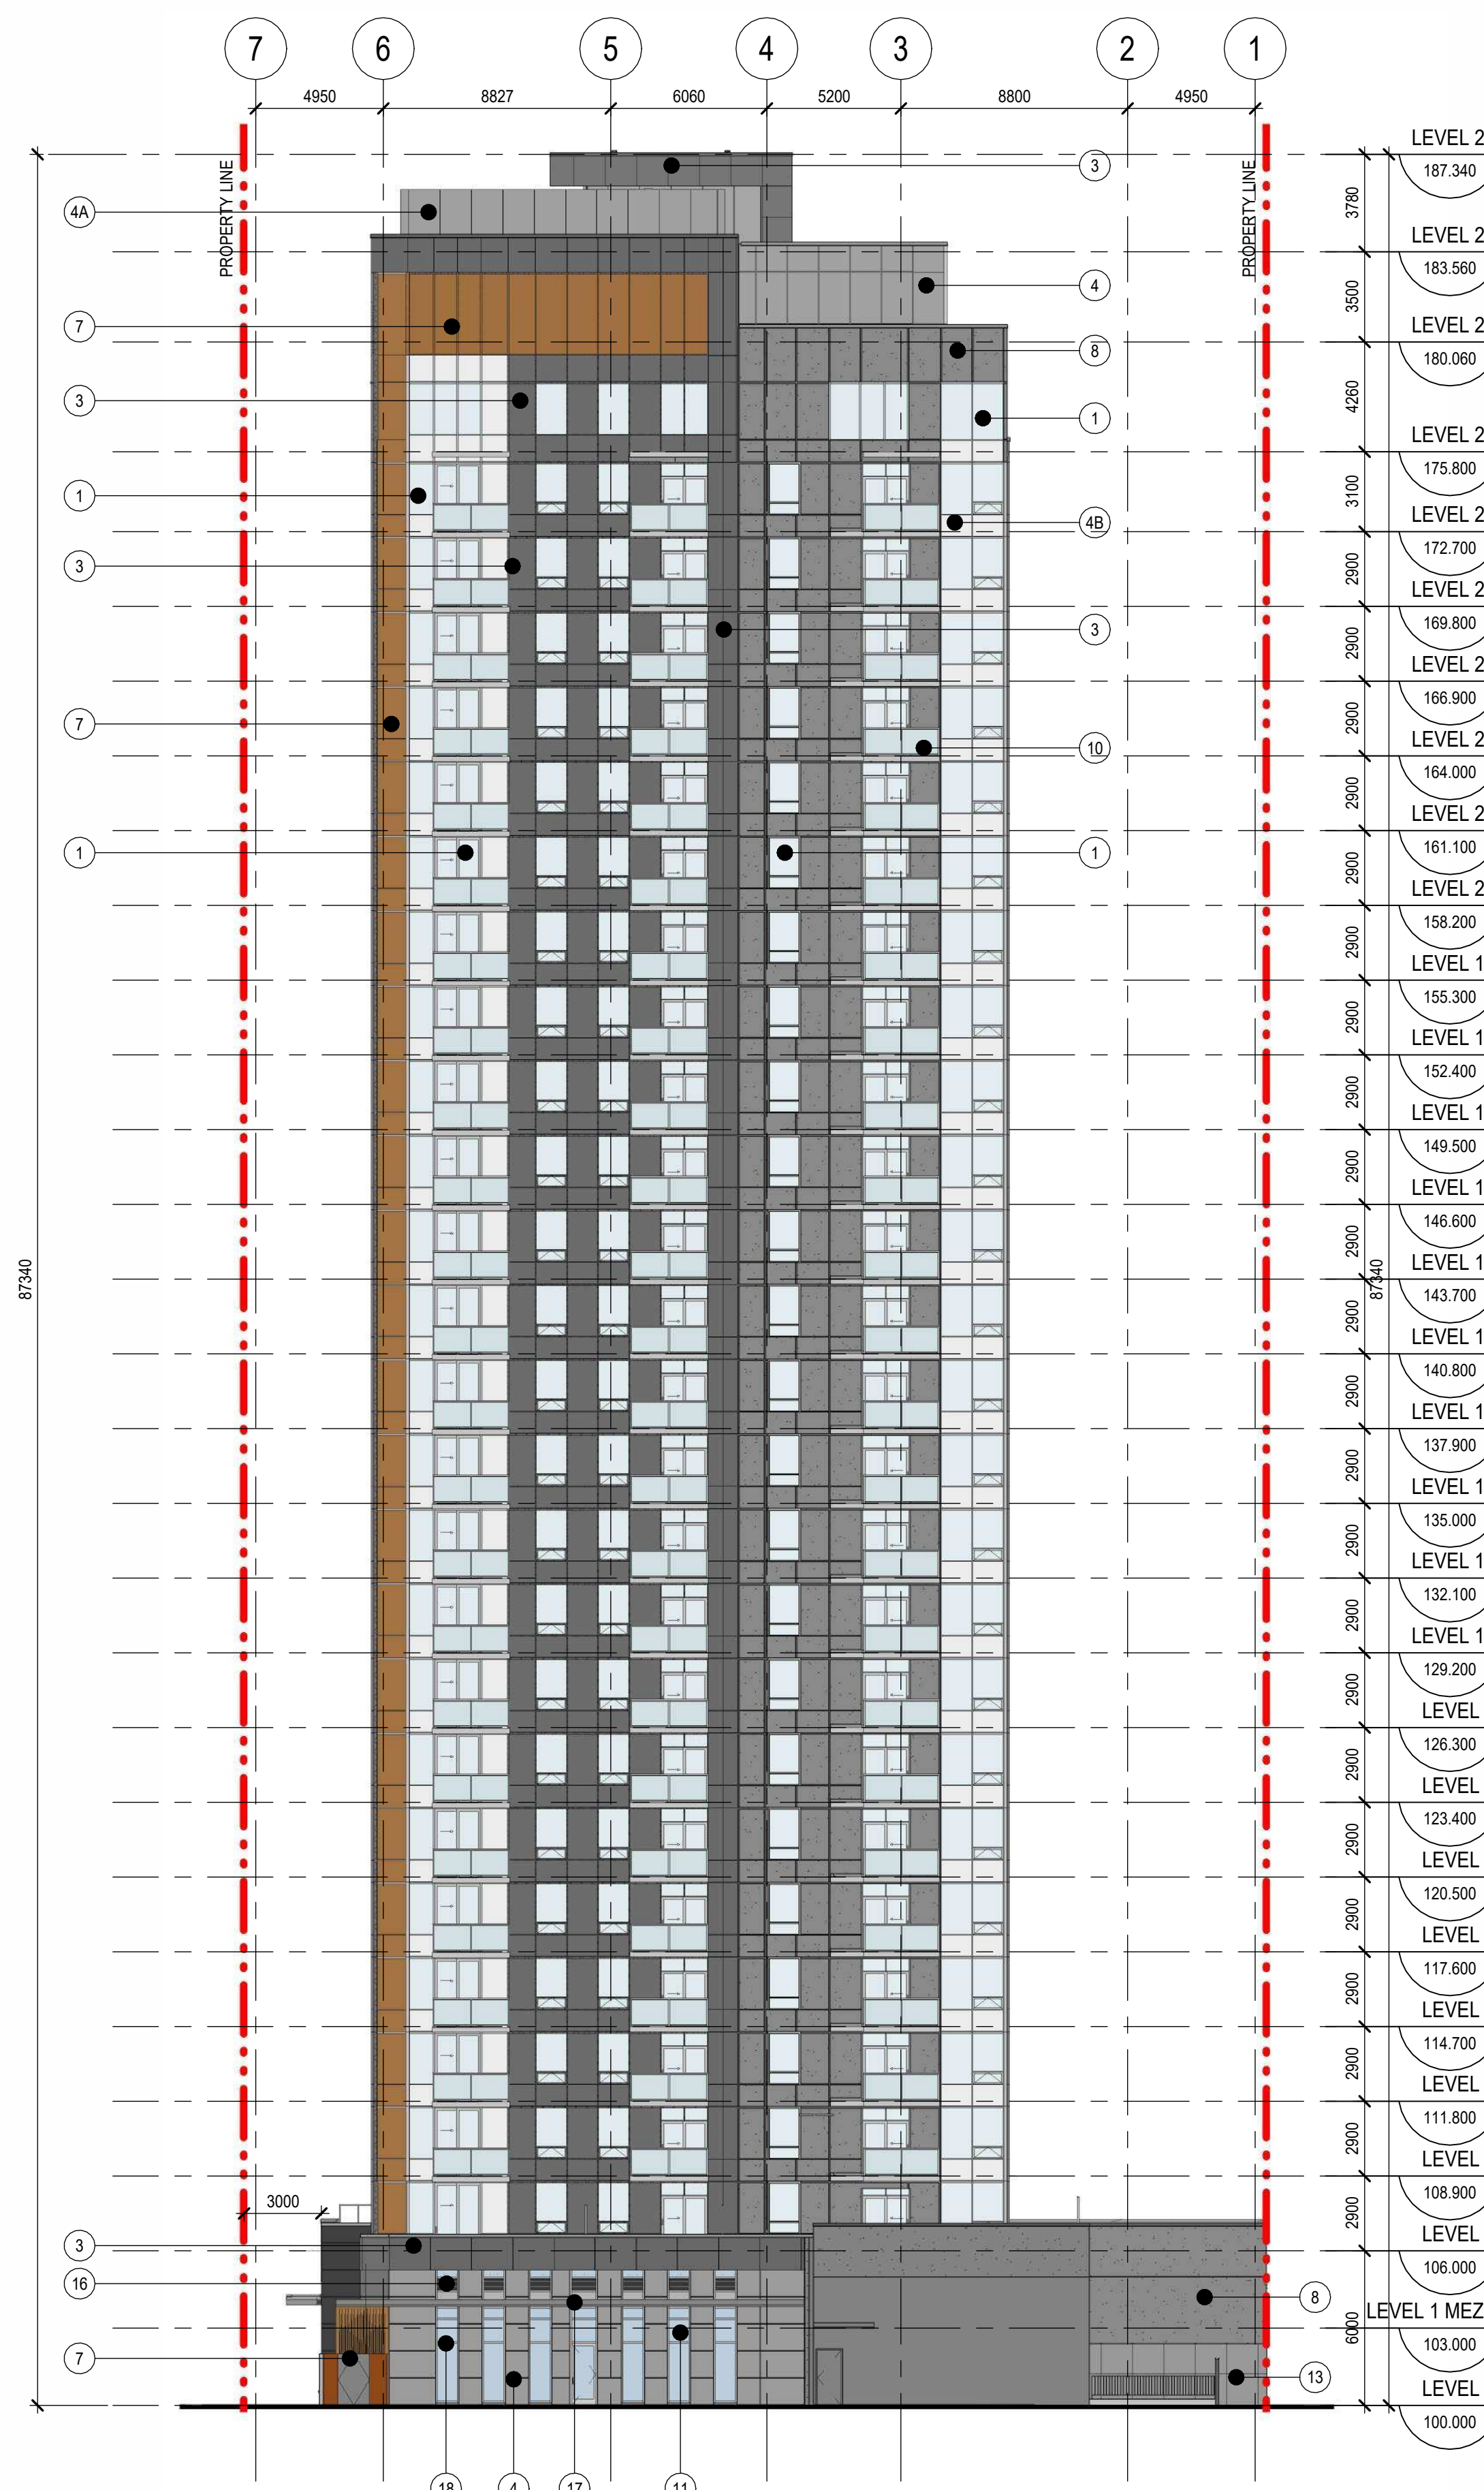 7 6 5 4 3 2 1
4950 8827 6060 5200 8800 4950
PROPERTY LINE
PROPERTY LINE
LEVEL 2
187.340
3
3780
4A
LEVEL 2
183.560
4
3500
7
LEVEL 2
180.060
8
3
4260
1
LEVEL 2
175.800
1
3100
4B
LEVEL 2
172.700
3
2900
LEVEL 2
169.800
3
2900
LEVEL 2
166.900
7
2900
10
LEVEL 2
164.000
2900
LEVEL 2
161.100
1
1
2900
LEVEL 2
158.200
2900
LEVEL 1
155.300
2900
LEVEL 1
152.400
2900
LEVEL 1
149.500
2900
LEVEL 1
146.600
2900
87340
87340
LEVEL 1
143.700
2900
LEVEL 1
140.800
2900
LEVEL 1
137.900
2900
LEVEL 1
135.000
2900
LEVEL 1
132.100
2900
LEVEL 1
129.200
2900
LEVEL
126.300
2900
LEVEL
123.400
2900
LEVEL
120.500
2900
LEVEL
117.600
2900
LEVEL
114.700
2900
LEVEL
111.800
2900
LEVEL
108.900
3000
2900
LEVEL
106.000
3
16
8
LEVEL 1 MEZ
103.000
6000
7
13
LEVEL
100.000
18 4 17 11